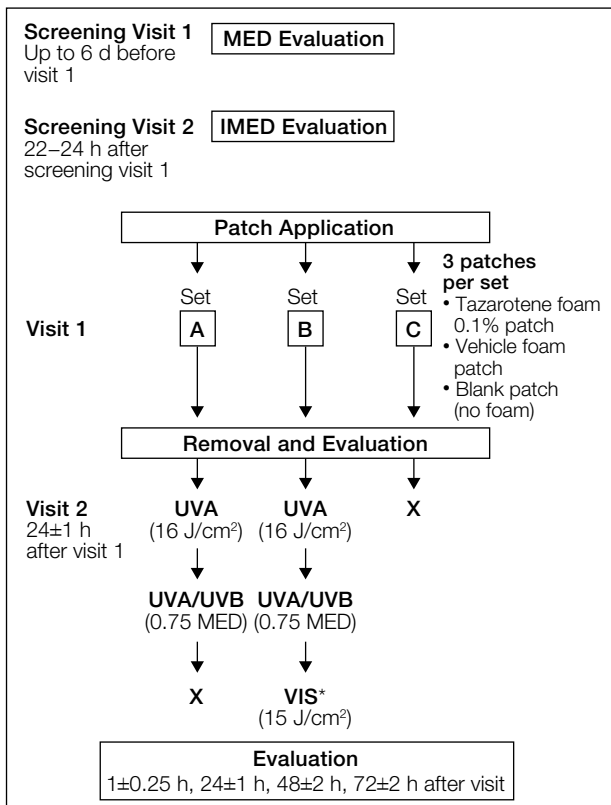 Screening Visit 1
Up to 6 d before
visit 1
MED Evaluation
Screening Visit 2
22–24 h after
screening visit 1
IMED Evaluation
Patch Application
Set Set Set
A B C
Visit 1
3 patches
per set
• Tazarotene foam
0.1% patch
• Vehicle foam
patch
• Blank patch
(no foam)
Removal and Evaluation
Visit 2
24±1 h
after visit 1
UVA UVA X
(16 J/cm²) (16 J/cm²)
UVA/UVB UVA/UVB
(0.75 MED) (0.75 MED)
X VIS*
(15 J/cm²)
Evaluation
1±0.25 h, 24±1 h, 48±2 h, 72±2 h after visit